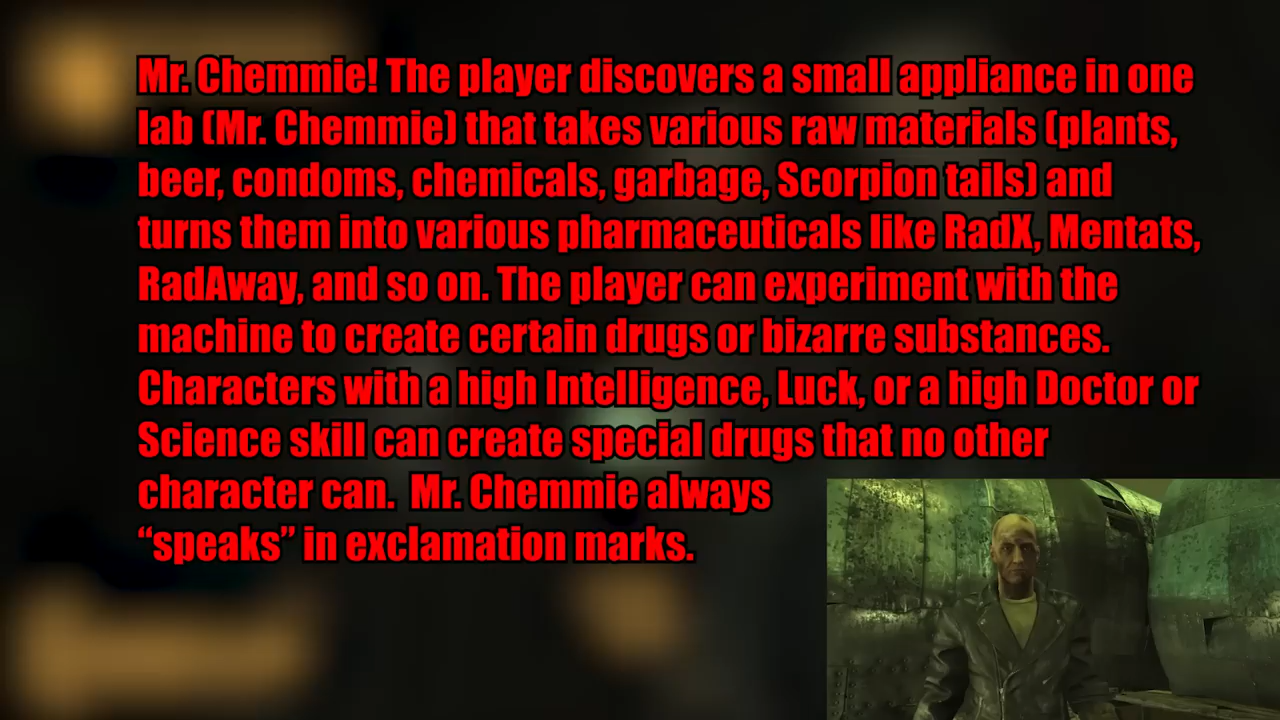 Mr. Chemmie! The player discovers a small appliance in one
lab (Mr. Chemmie) that takes various raw materials (plants,
beer, condoms, chemicals, garbage, Scorpion tails) and
turns them into various pharmaceuticals like RadX, Mentats,
RadAway, and so on. The player can experiment with the
machine to create certain drugs or bizarre substances.
Characters with a high Intelligence, Luck, or a high Doctor or
Science skill can create special drugs that no other
character can.  Mr. Chemmie always
“speaks” in exclamation marks.